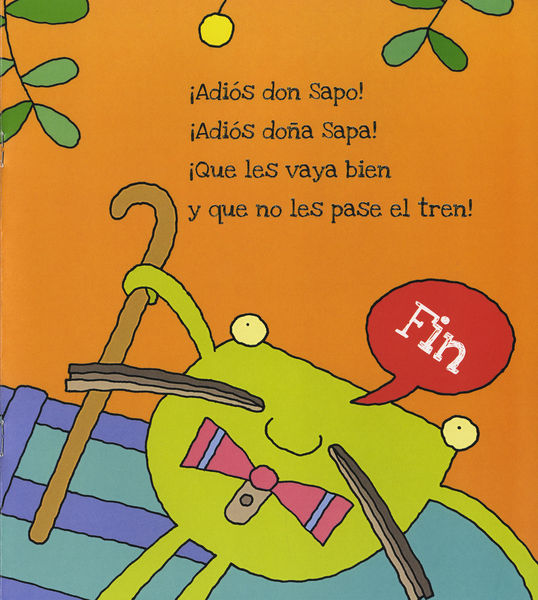 ¡Adiós don Sapo!
¡Adiós doña Sapa!
¡Que les vaya bien
y que no les pase el tren!
Fin